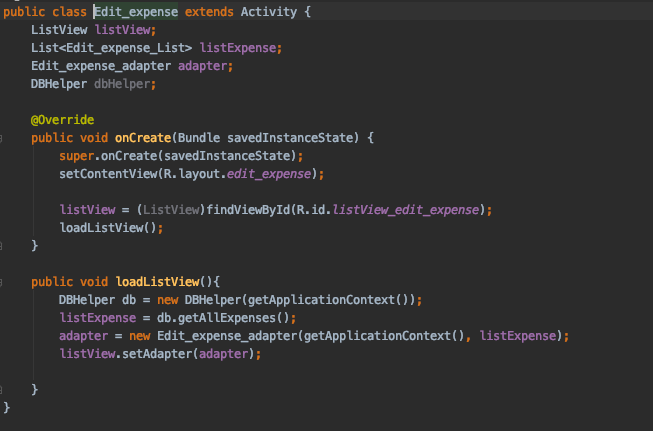 public class Edit_expense extends Activity {
    ListView listView;
    List<Edit_expense_List> listExpense;
    Edit_expense_adapter adapter;
    DBHelper dbHelper;

    @Override
    public void onCreate(Bundle savedInstanceState) {
        super.onCreate(savedInstanceState);
        setContentView(R.layout.edit_expense);

        listView = (ListView)findViewById(R.id.listView_edit_expense);
        loadListView();
    }

    public void loadListView(){
        DBHelper db = new DBHelper(getApplicationContext());
        listExpense = db.getAllExpenses();
        adapter = new Edit_expense_adapter(getApplicationContext(), listExpense);
        listView.setAdapter(adapter);

    }
}